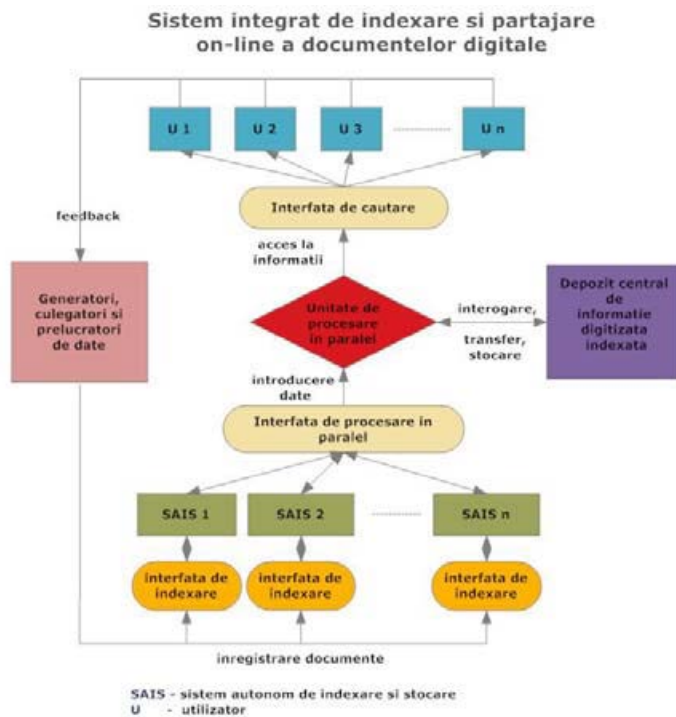 Sistem integrat de indexare si partajare
on-line a documentelor digitale
U 1
U 2
U 3
U n
Interfata de cautare
feedback
acces la
informatii
Generatori,
culegatori si
prelucratori
de date
Unitate de
procesare
in paralel
interogare,
transfer,
stocare
Depozit central
de
informatie
digitizata
indexata
introducere
date
Interfata de procesare in
paralel
SAIS 1
SAIS 2
SAIS n
interfata de
indexare
interfata de
indexare
interfata de
indexare
inregistrare documente
SAIS - sistem autonom de indexare si stocare
U - utilizator